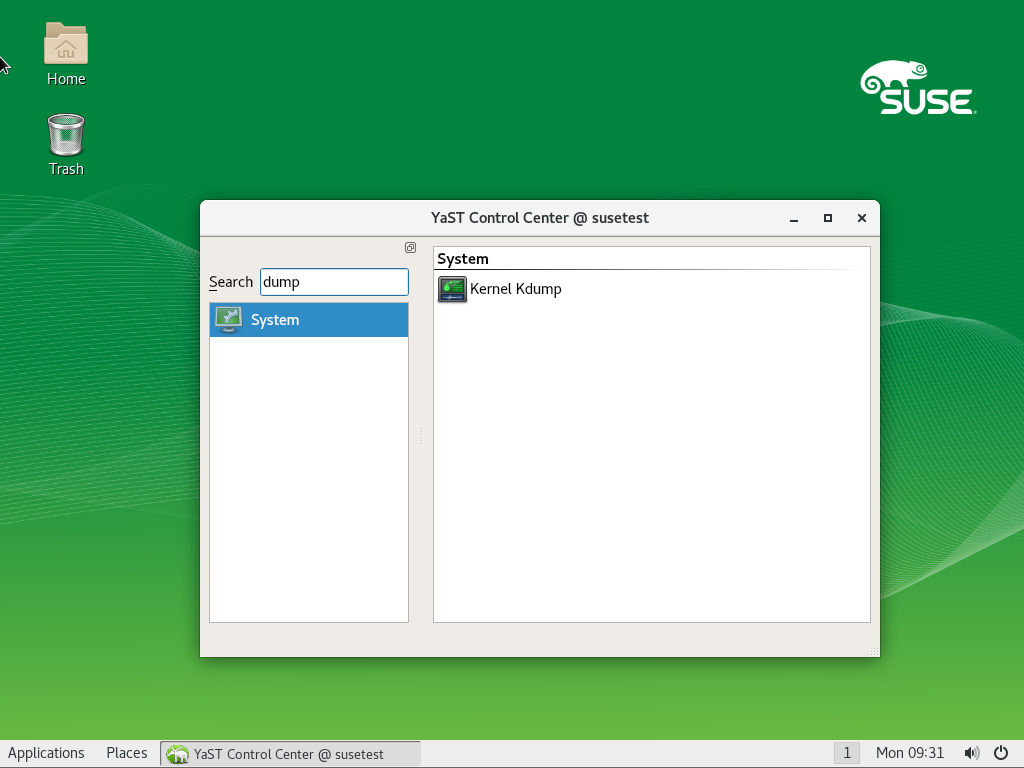 Home
SUSE
Trash
YaST Control Center @ susetest
Search dump
System
System
Kernel Kdump
Applications Places YaST Control Center @ susetest 1 Mon 09:31